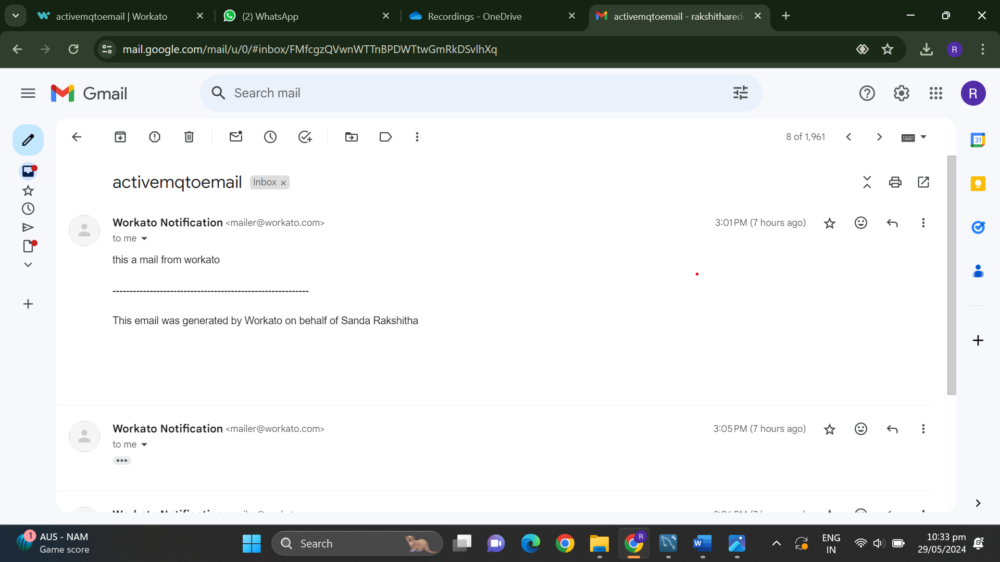 activemqtoemail | Workato
(2) WhatsApp
Recordings - OneDrive
activemqtoemail - rakshithared
mail.google.com/mail/u/0/#inbox/FMfcgzQVwnWTTnBPDWTtwGmRkDSvlhXq
R
Gmail
Search mail
R
8 of 1,961
31
activemqtoemail
Inbox
Workato Notification <mailer@workato.com>
3:01 PM (7 hours ago)
to me
this a mail from workato
----------------------------------------------------------
This email was generated by Workato on behalf of Sanda Rakshitha
Workato Notification <mailer@workato.com>
3:05 PM (7 hours ago)
to me
1
AUS - NAM
Game score
Search
R
W
ENG
IN
10:33 pm
29/05/2024